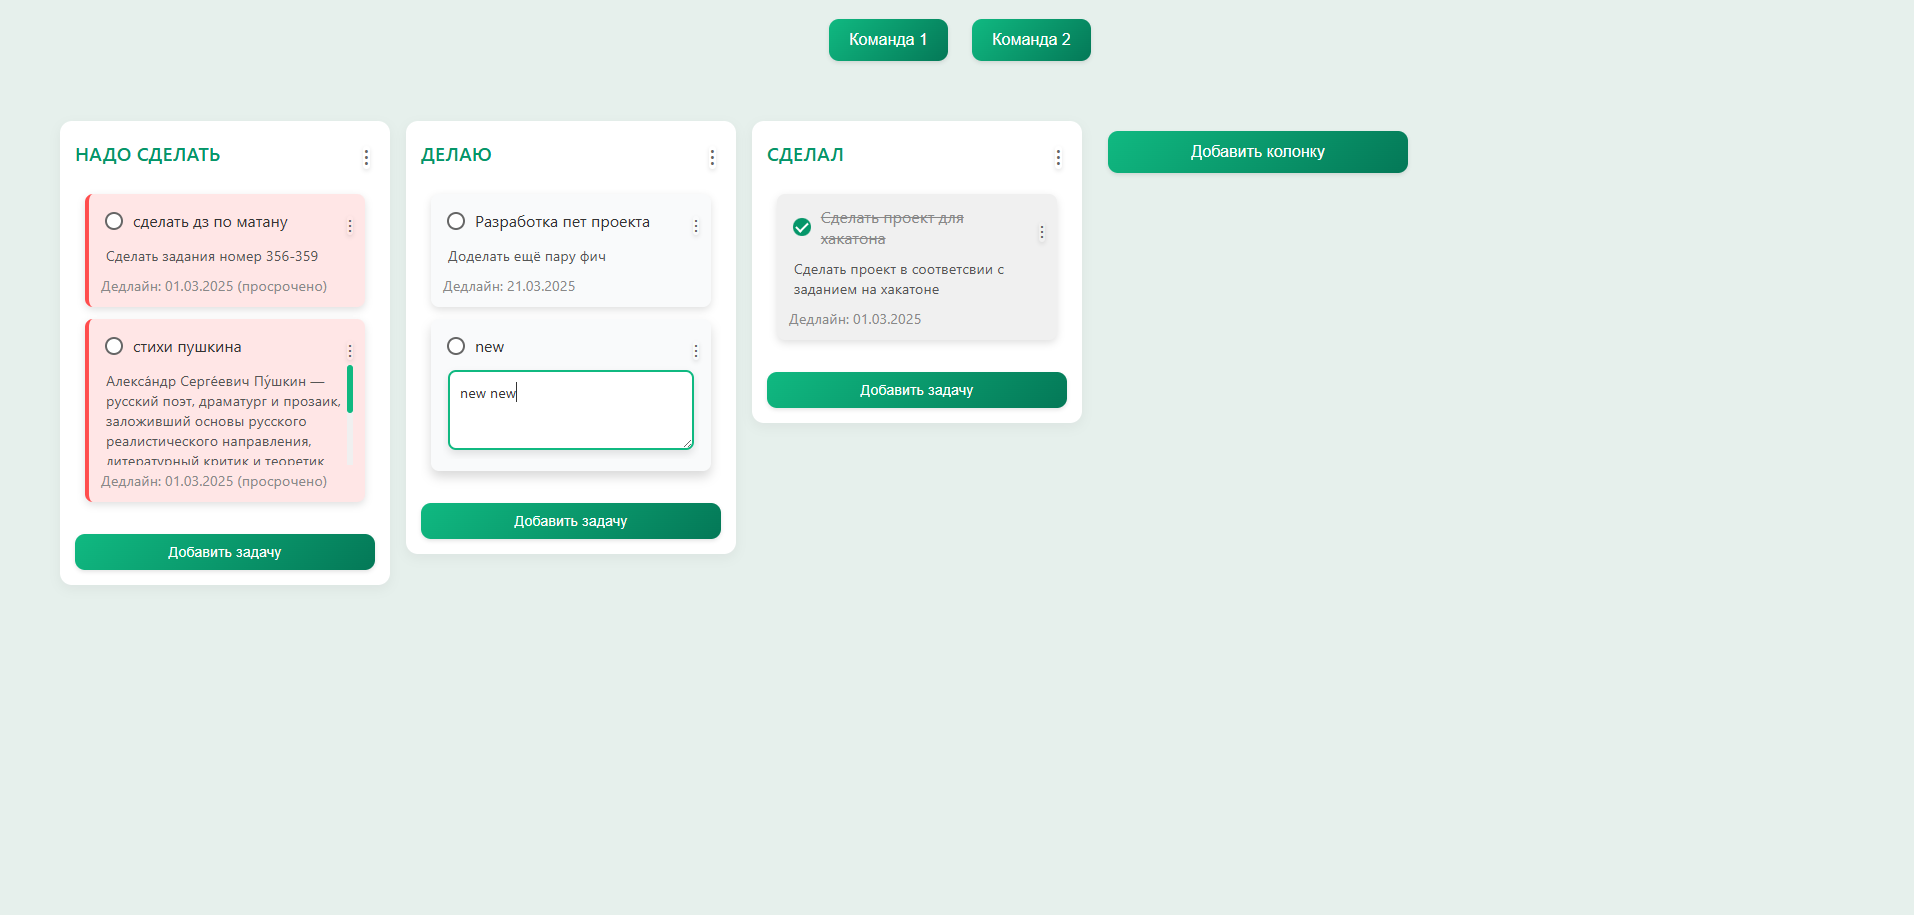 Команда 1
Команда 2
НАДО СДЕЛАТЬ
сделать дз по матану
Сделать задания номер 356-359
Дедлайн: 01.03.2025 (просрочено)
стихи пушкина
Алекса́ндр Серге́евич Пу́шкин —
русский поэт, драматург и прозаик,
заложивший основы русского
реалистического направления,
литературный критик и теоретик
Дедлайн: 01.03.2025 (просрочено)
Добавить задачу
ДЕЛАЮ
Разработка пет проекта
Доделать ещё пару фич
Дедлайн: 21.03.2025
new
new new
Добавить задачу
СДЕЛАЛ
Сделать проект для
хакатона
Сделать проект в соответсвии с
заданием на хакатоне
Дедлайн: 01.03.2025
Добавить задачу
Добавить колонку